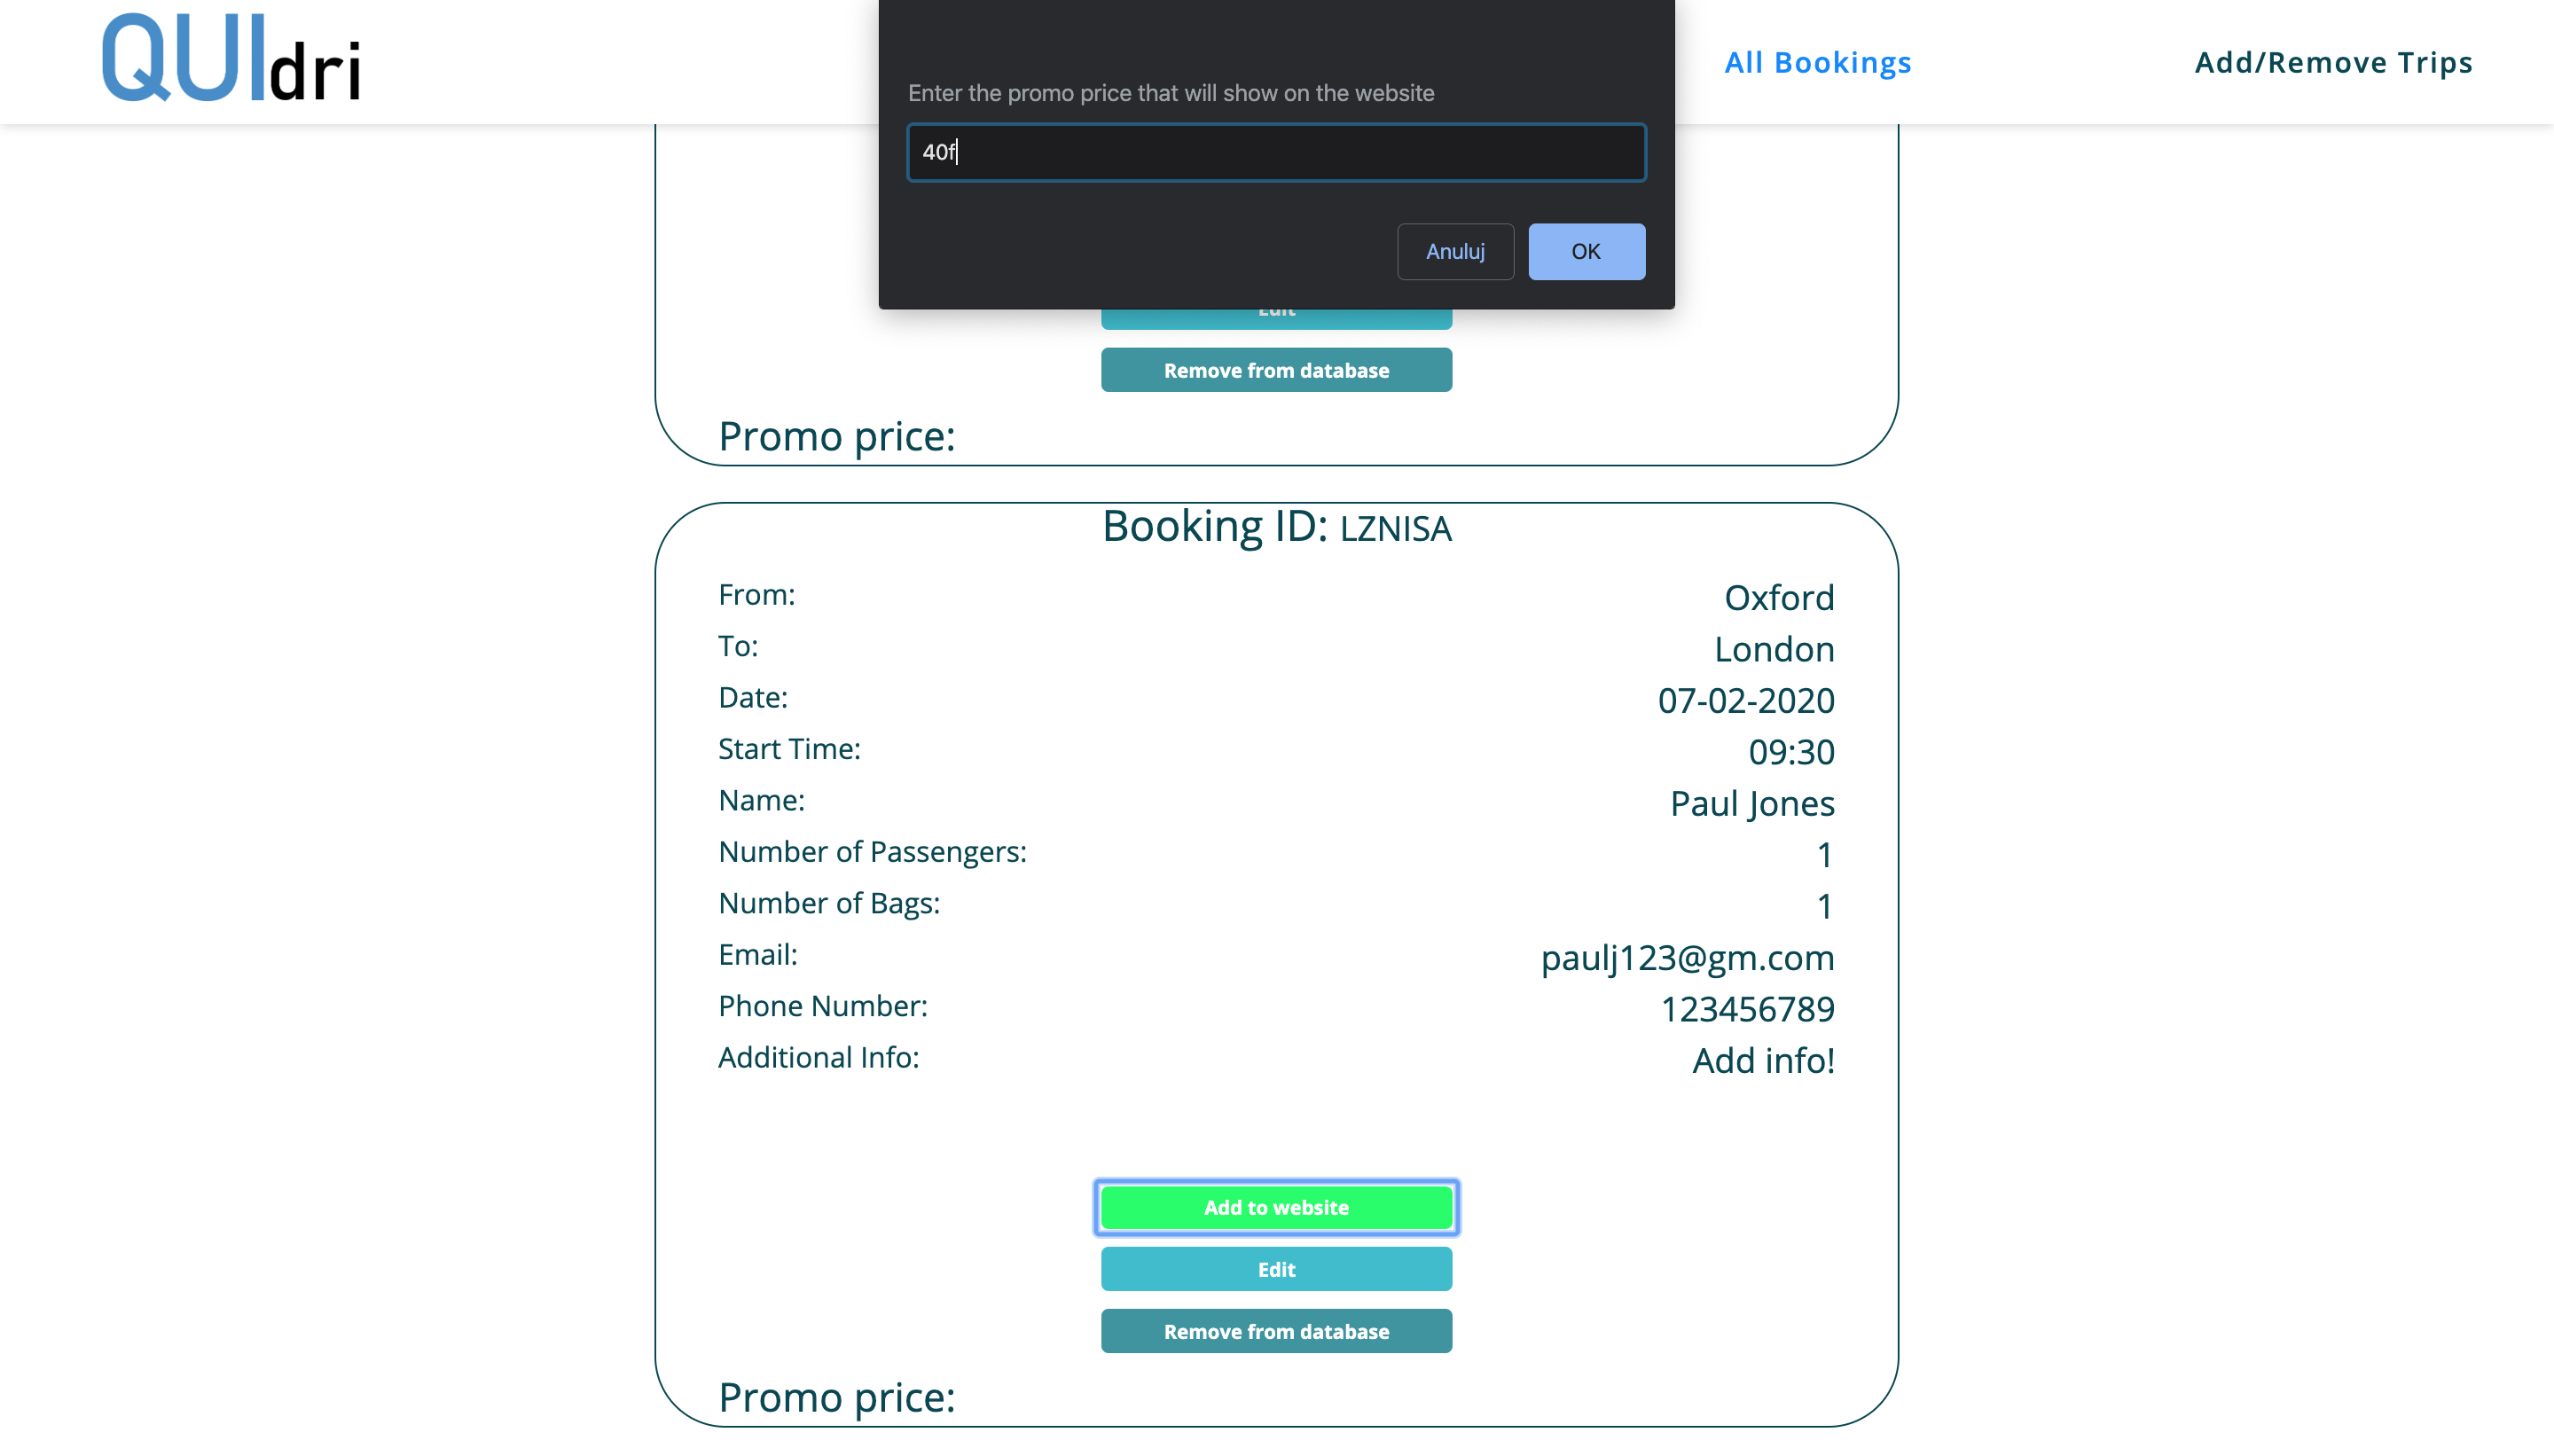 QUIdri
All Bookings
Add/Remove Trips
Enter the promo price that will show on the website
40f
Anuluj
OK
Edit
Remove from database
Promo price:
Booking ID: LZNISA
From: Oxford
To: London
Date: 07-02-2020
Start Time: 09:30
Name: Paul Jones
Number of Passengers: 1
Number of Bags: 1
Email: paulj123@gm.com
Phone Number: 123456789
Additional Info: Add info!
Add to website
Edit
Remove from database
Promo price: